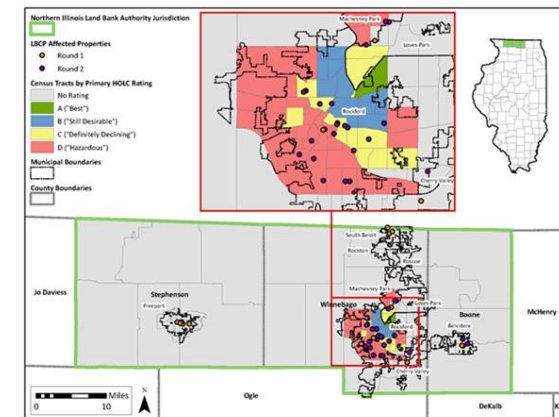 Northern Illinois Land Bank Authority Jurisdiction
LBCP Affected Properties
Round 1
Round 2
Census Tracts by Primary HOLC Rating
No Rating
A ("Best")
B ("Still Desirable")
C ("Definitely Declining")
D ("Hazardous")
Municipal Boundaries
County Boundaries
Machesney Park
Loves Park
Rockford
Cherry Valley
South Beloit
Rockton
Roscoe
Machesney Park
Jo Daviess
Stephenson
Freeport
Winnebago
Loves Park
Rockford
Boone
Belvidere
McHenry
Cherry Valley
Miles
0
10
N
Ogle
DeKalb
K